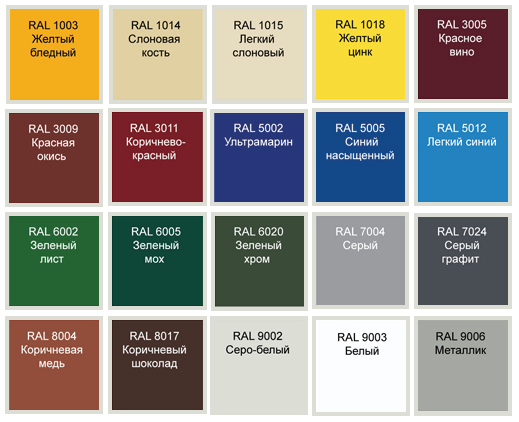 RAL 1003
Желтый
бледный
RAL 1014
Слоновая
кость
RAL 1015
Легкий
слоновый
RAL 1018
Желтый
цинк
RAL 3005
Красное
вино
RAL 3009
Красная
окись
RAL 3011
Коричнево-
красный
RAL 5002
Ультрамарин
RAL 5005
Синий
насыщенный
RAL 5012
Легкий синий
RAL 6002
Зеленый
лист
RAL 6005
Зеленый
мох
RAL 6020
Зеленый
хром
RAL 7004
Серый
RAL 7024
Серый
графит
RAL 8004
Коричневая
медь
RAL 8017
Коричневый
шоколад
RAL 9002
Серо-белый
RAL 9003
Белый
RAL 9006
Металлик